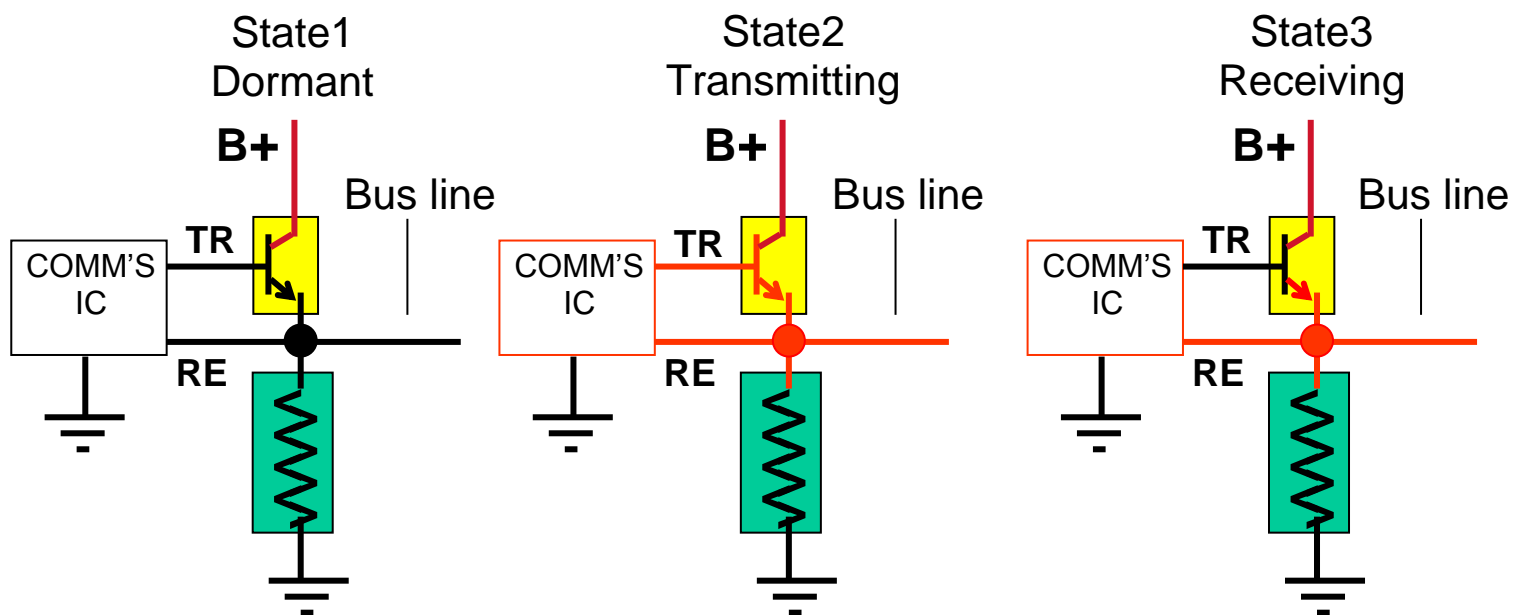 State1
Dormant
B+
Bus line
TR
COMM'S
IC
RE
State2
Transmitting
B+
Bus line
TR
COMM'S
IC
RE
State3
Receiving
B+
Bus line
TR
COMM'S
IC
RE